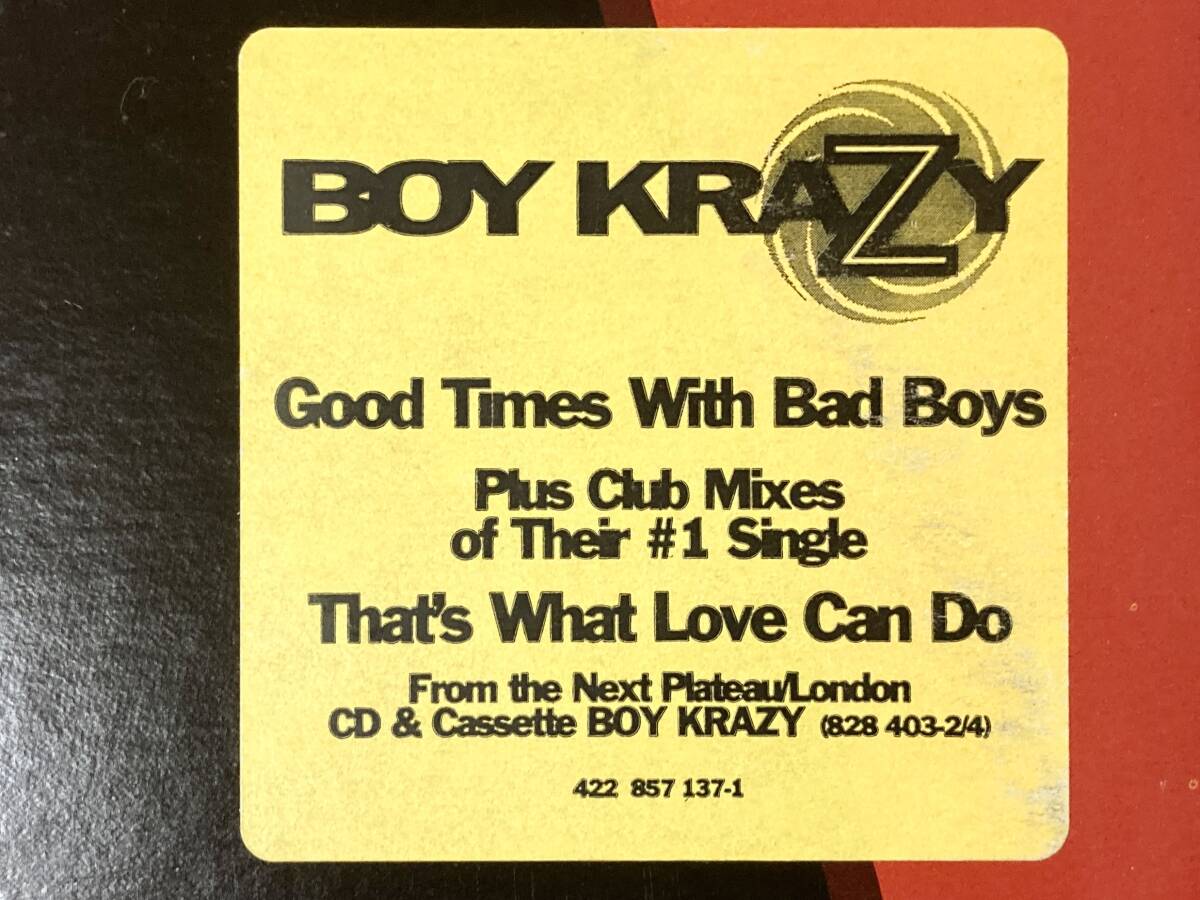 BOY KRAZY
Good Times With Bad Boys
Plus Club Mixes
of Their #1 Single
That's What Love Can Do
From the Next Plateau/London
CD & Cassette BOY KRAZY (828 403-2/4)
422 857 137-1